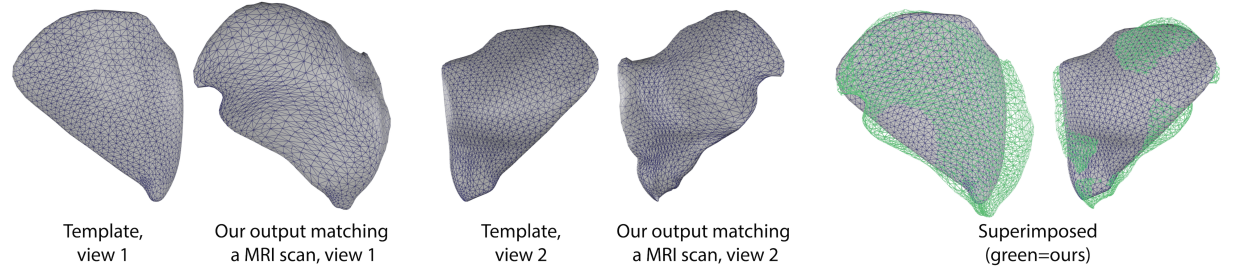 Template,
view 1
Our output matching
a MRI scan, view 1
Template,
view 2
Our output matching
a MRI scan, view 2
Superimposed
(green=ours)